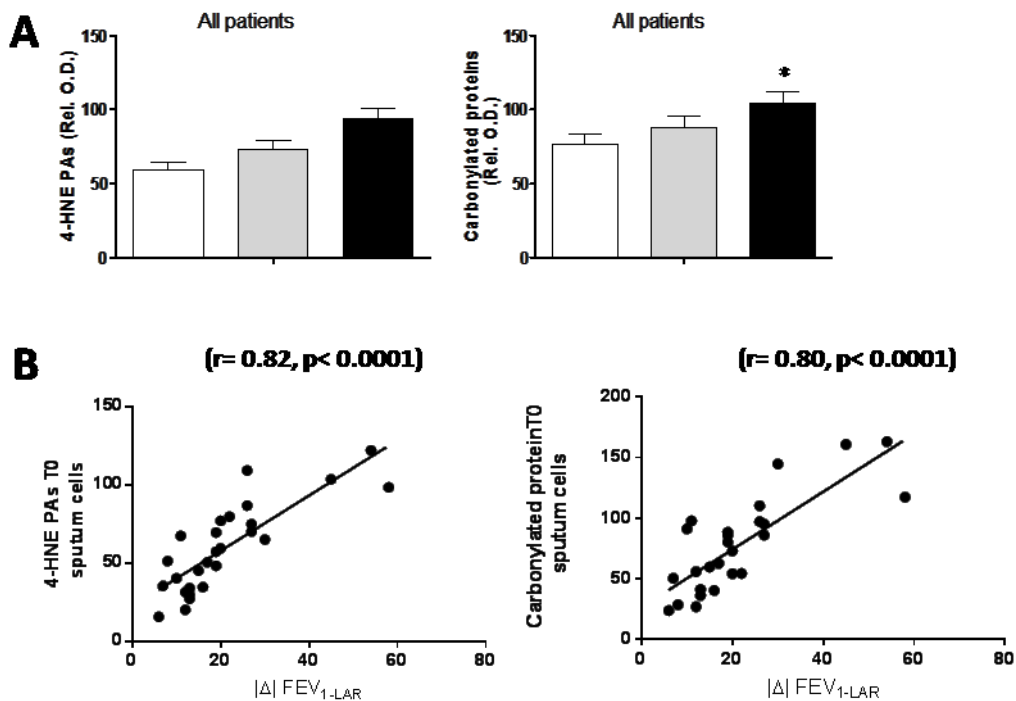 A
All patients
4-HNE PAs (Rel. O.D.)
150
100
50
0
All patients
*
Carbonylated proteins
(Rel. O.D.)
150
100
50
0
B
(r= 0.82, p< 0.0001)
4-HNE PAs T0
sputum cells
150
100
50
0
0 20 40 60 80
|Δ| FEV1-LAR
(r= 0.80, p< 0.0001)
Carbonylated proteinT0
sputum cells
200
150
100
50
0
0 20 40 60 80
|Δ| FEV1-LAR